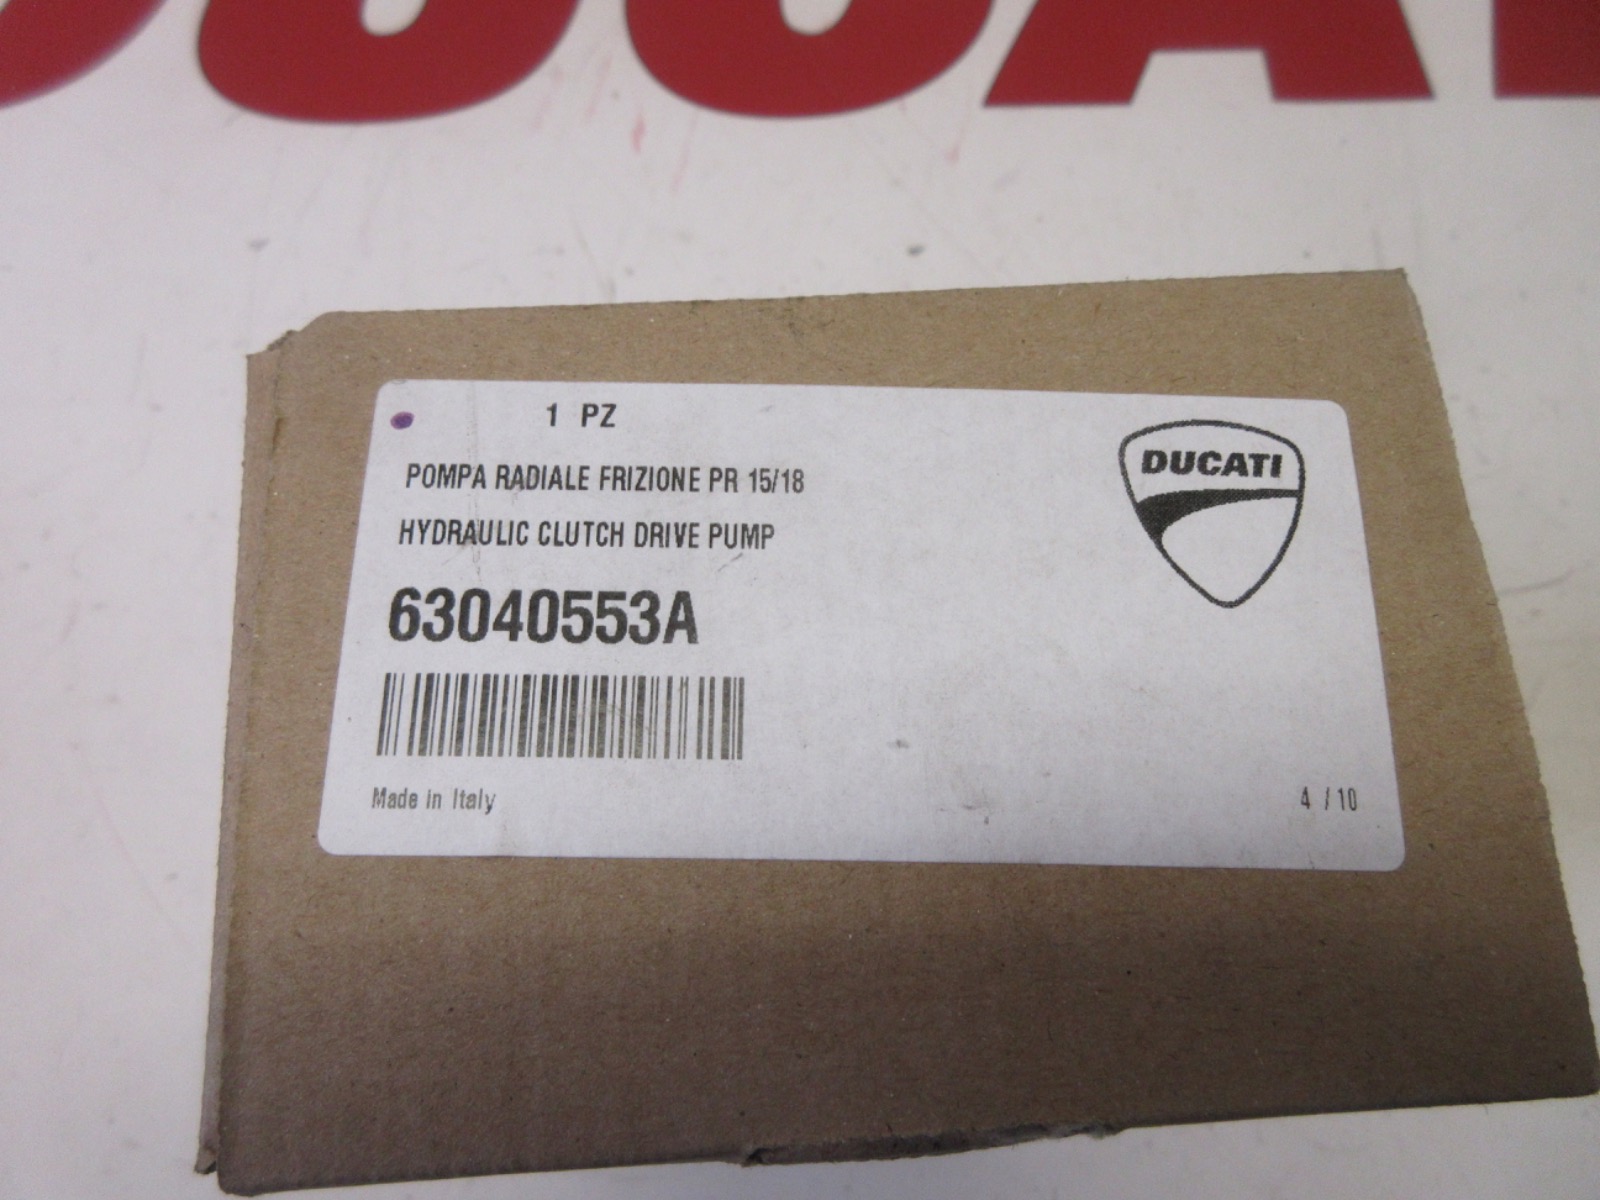 DUCATI
1 PZ
POMPA RADIALE FRIZIONE PR 15/18
HYDRAULIC CLUTCH DRIVE PUMP
63040553A
Made in Italy
4 / 10
DUCATI